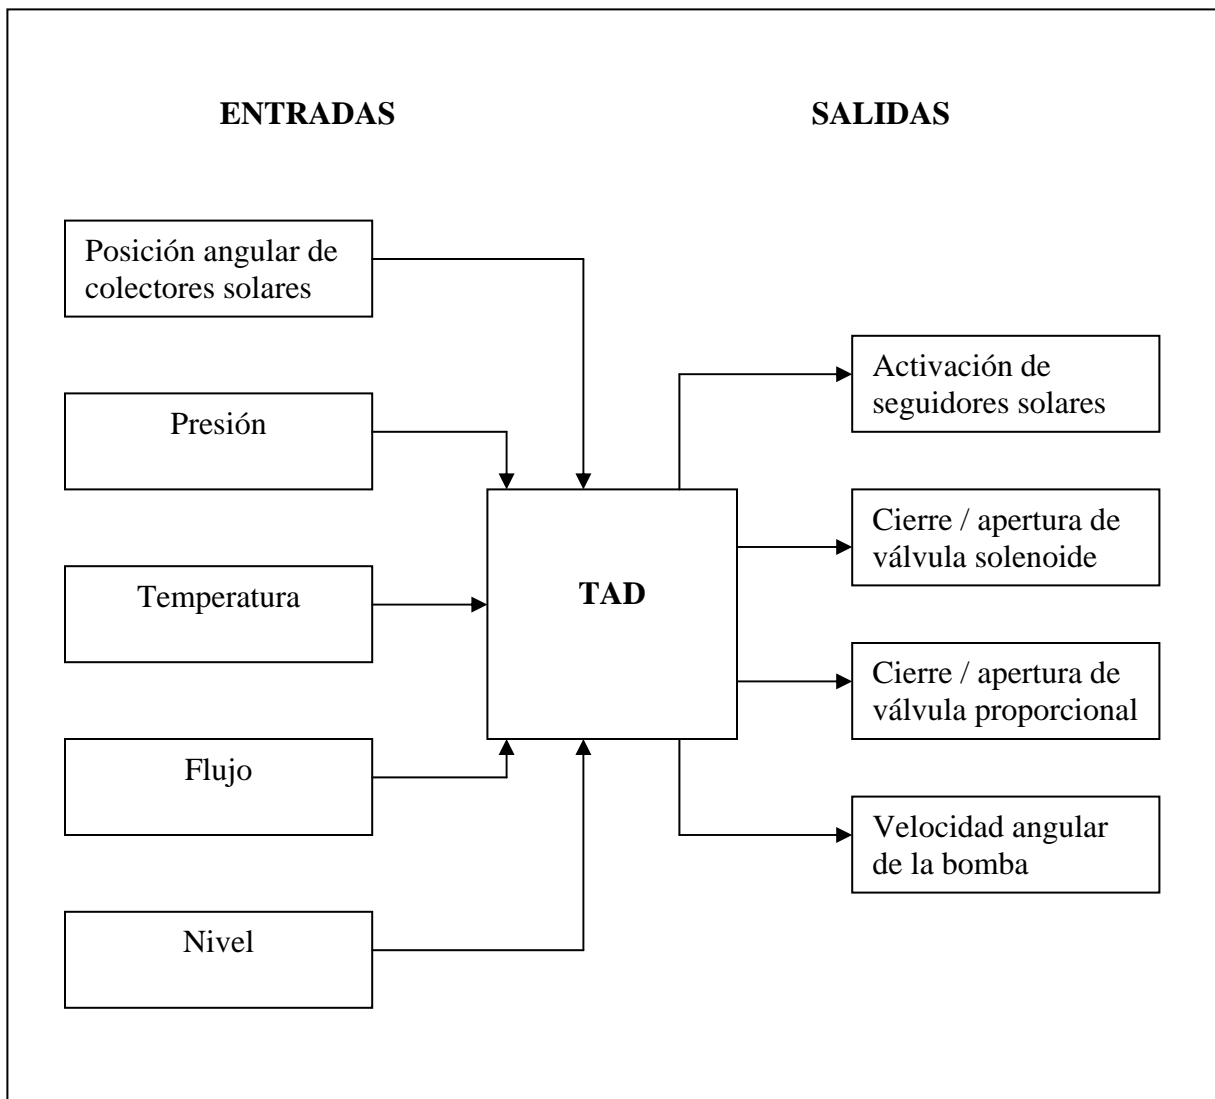 ENTRADAS
SALIDAS
Posición angular de
colectores solares
Presión
Temperatura
Flujo
Nivel
TAD
Activación de
seguidores solares
Cierre / apertura de
válvula solenoide
Cierre / apertura de
válvula proporcional
Velocidad angular
de la bomba